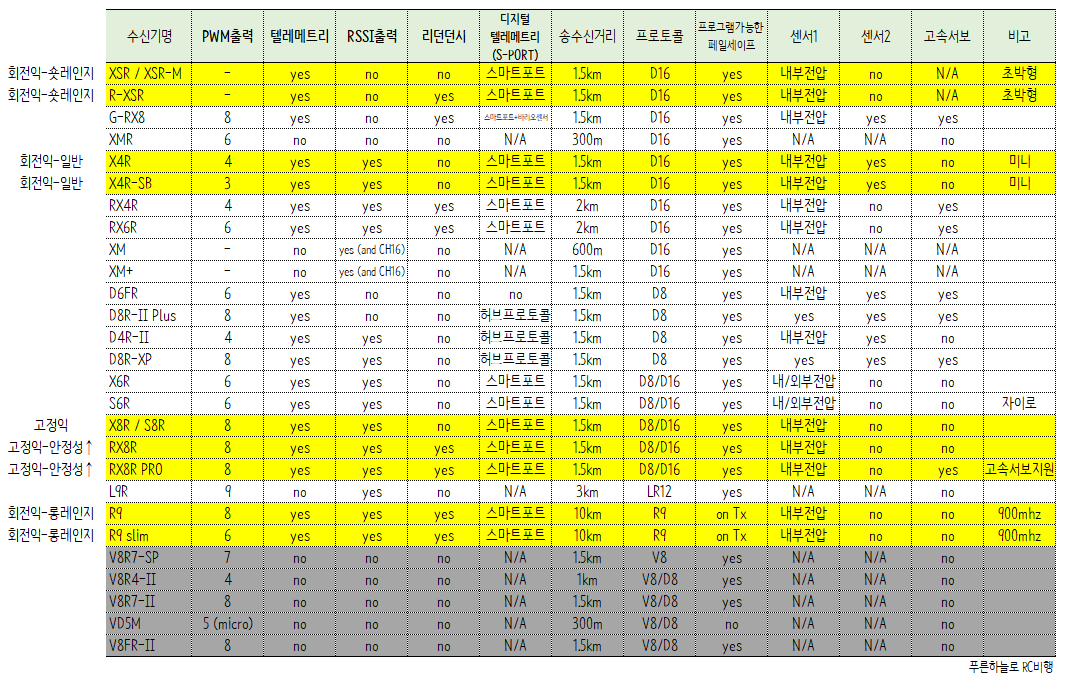 수신기명 PWM출력 텔레메트리 RSSI출력 리던던시 디지털 텔레메트리 (S-PORT) 송수신거리 프로토콜 프로그램가능한 페일세이프 센서1 센서2 고속서보 비고
회전익-숏레인지 XSR / XSR-M - yes no no 스마트포트 1.5km D16 yes 내부전압 no N/A 초박형
회전익-숏레인지 R-XSR - yes no yes 스마트포트 1.5km D16 yes 내부전압 no N/A 초박형
G-RX8 8 yes no yes 스마트포트+바리오센서 1.5km D16 yes 내부전압 yes yes
XMR 6 no no no N/A 300m D16 yes N/A N/A no
회전익-일반 X4R 4 yes yes no 스마트포트 1.5km D16 yes 내부전압 yes no 미니
회전익-일반 X4R-SB 3 yes yes no 스마트포트 1.5km D16 yes 내부전압 yes no 미니
RX4R 4 yes yes yes 스마트포트 2km D16 yes 내부전압 no yes
RX6R 6 yes yes yes 스마트포트 2km D16 yes 내부전압 no yes
XM - no yes (and CH16) no N/A 600m D16 yes N/A N/A N/A
XM+ - no yes (and CH16) no N/A 1.5km D16 yes N/A N/A N/A
D6FR 6 yes no no no 1.5km D8 yes 내부전압 yes yes
D8R-II Plus 8 yes no no 허브프로토콜 1.5km D8 yes yes yes yes
D4R-II 4 yes yes no 허브프로토콜 1.5km D8 yes 내부전압 yes no
D8R-XP 8 yes yes no 허브프로토콜 1.5km D8 yes yes yes yes
X6R 6 yes yes no 스마트포트 1.5km D8/D16 yes 내/외부전압 no no
S6R 6 yes yes no 스마트포트 1.5km D8/D16 yes 내/외부전압 no no 자이로
고정익 X8R / S8R 8 yes yes no 스마트포트 1.5km D8/D16 yes 내부전압 no no
고정익-안정성↑ RX8R 8 yes yes yes 스마트포트 1.5km D8/D16 yes 내부전압 no no
고정익-안정성↑ RX8R PRO 8 yes yes yes 스마트포트 1.5km D8/D16 yes 내부전압 no yes 고속서보지원
L9R 9 no yes no N/A 3km LR12 yes N/A N/A no
회전익-롱레인지 R9 8 yes yes yes 스마트포트 10km R9 on Tx 내부전압 no no 900mhz
회전익-롱레인지 R9 slim 6 yes yes yes 스마트포트 10km R9 on Tx 내부전압 no no 900mhz
V8R7-SP 7 no no no N/A 1.5km V8 yes N/A N/A no
V8R4-II 4 no no no N/A 1km V8/D8 yes N/A N/A no
V8R7-II 8 no no no N/A 1.5km V8/D8 yes N/A N/A no
VD5M 5 (micro) no no no N/A 300m V8/D8 no N/A N/A no
V8FR-II 8 no no no N/A 1.5km V8/D8 yes N/A N/A no
푸른하늘로 RC비행